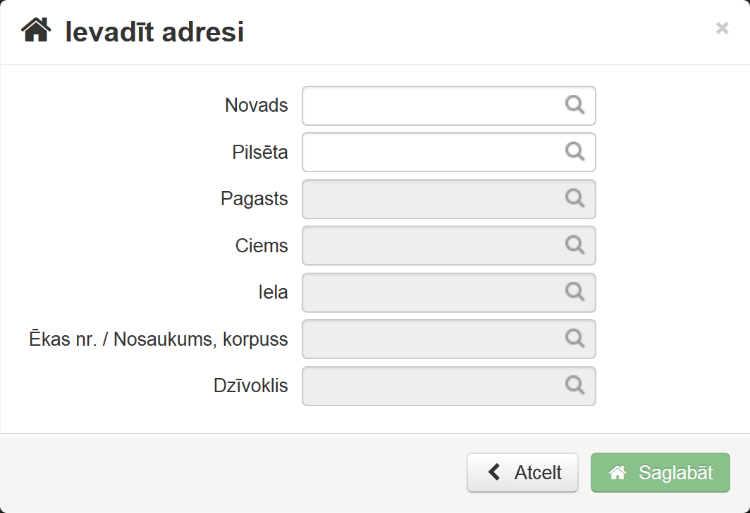 Ievadīt adresi
×
Novads
Pilsēta
Pagasts
Ciems
Iela
Ēkas nr. / Nosaukums, korpuss
Dzīvoklis
Atcelt
Saglabāt